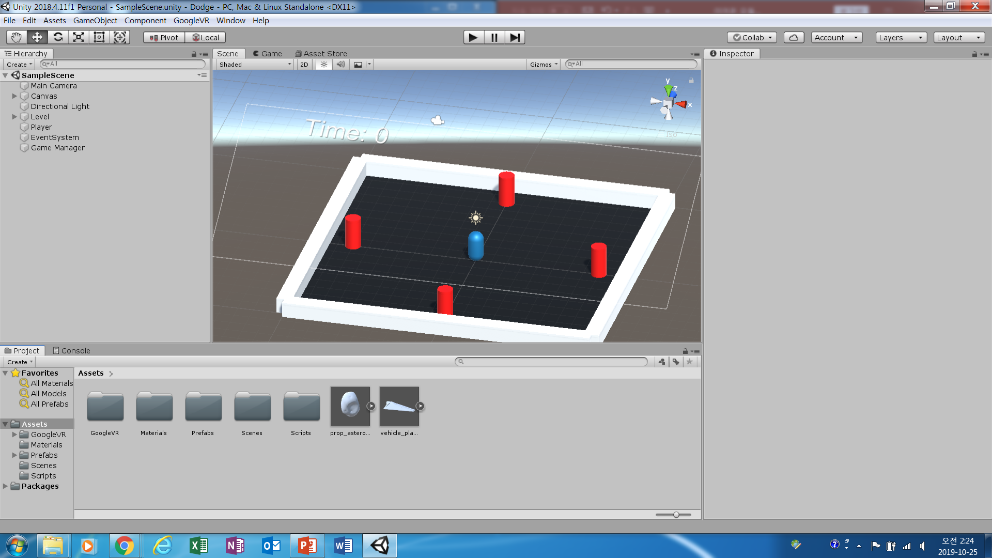 Unity 2018.4.11f1 Personal - SampleScene.unity - Dodge - PC, Mac & Linux Standalone <DX11>
File Edit Assets GameObject Component GoogleVR Window Help
Pivot Local Collab Account Layers Layout
Hierarchy
Create All
SampleScene
Main Camera
Canvas
Directional Light
Level
Player
EventSystem
Game Manager
Scene Game Asset Store
Shaded 2D Gizmos All
y
x
Time: 0
Inspector
Project Console
Create
Favorites
All Materials
All Models
All Prefabs
Assets
GoogleVR
Materials
Prefabs
Scenes
Scripts
Packages
Assets
GoogleVR Materials Prefabs Scenes Scripts prop_astero... vehicle_pla...
오전 2:24
2019-10-25